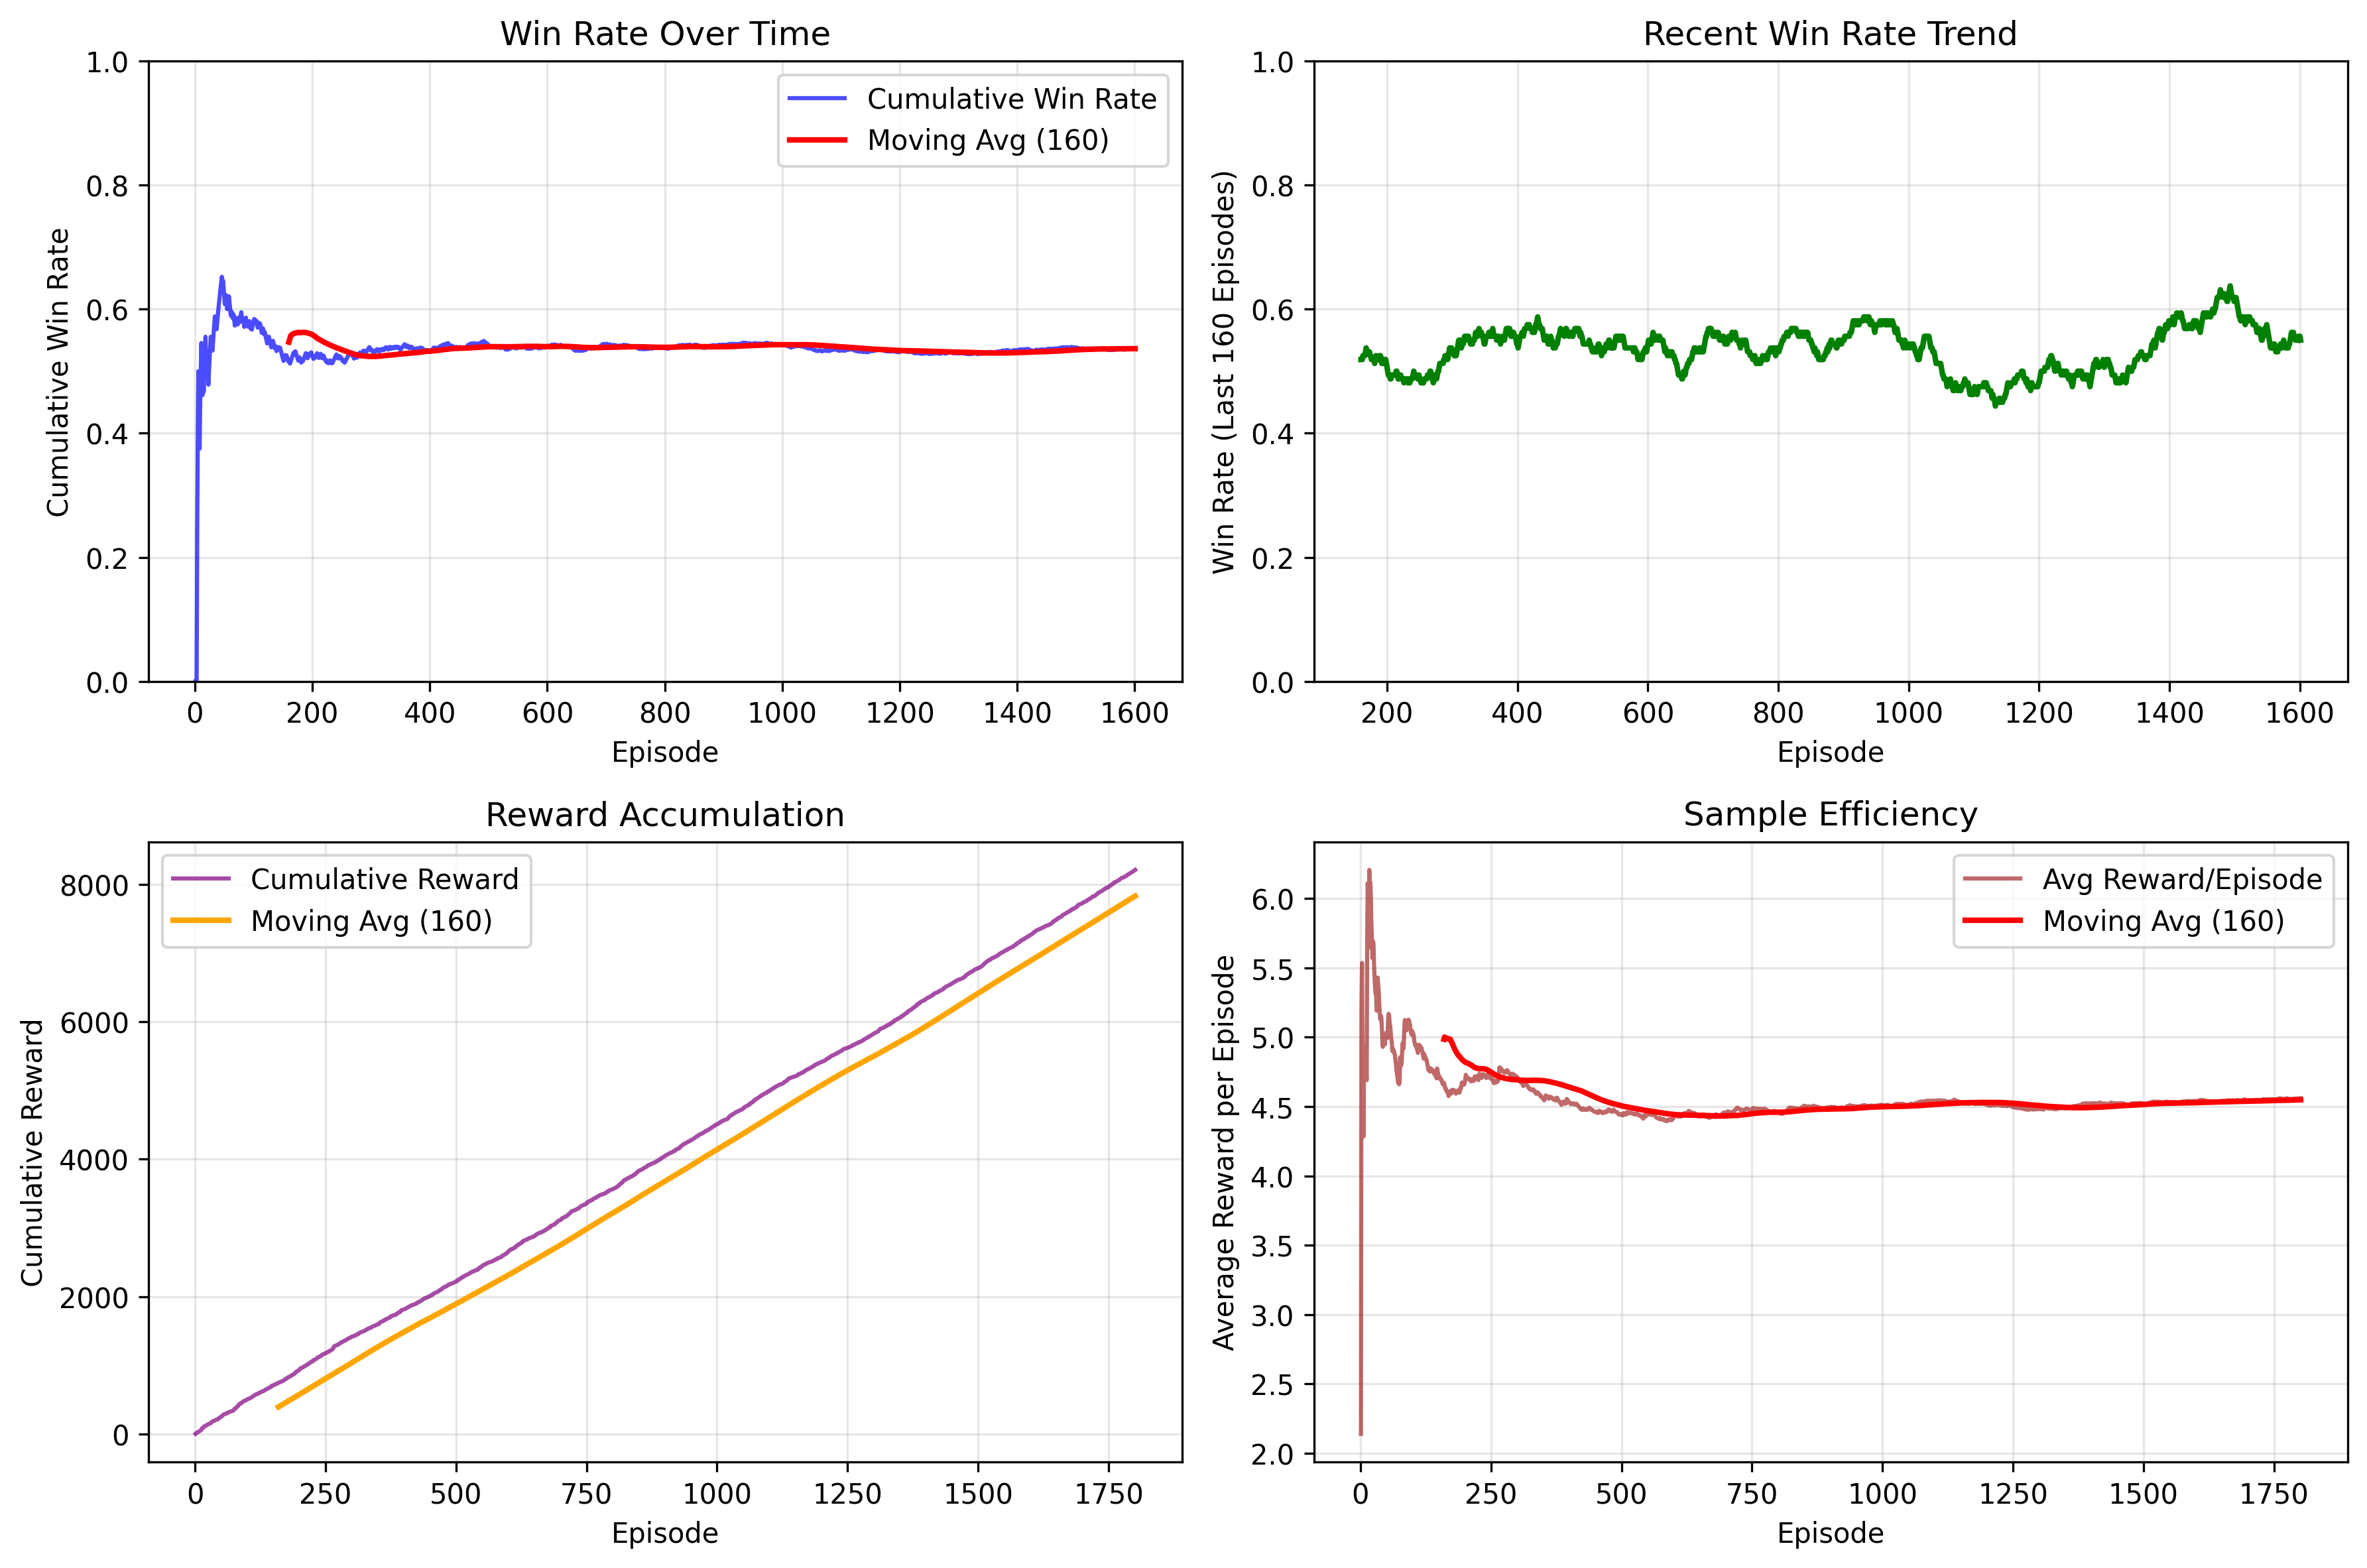 Win Rate Over Time
Cumulative Win Rate
1.0
0.8
0.6
0.4
0.2
0.0
Cumulative Win Rate
Moving Avg (160)
0 200 400 600 800 1000 1200 1400 1600
Episode
Recent Win Rate Trend
Win Rate (Last 160 Episodes)
1.0
0.8
0.6
0.4
0.2
0.0
200 400 600 800 1000 1200 1400 1600
Episode
Reward Accumulation
Cumulative Reward
8000
6000
4000
2000
0
Cumulative Reward
Moving Avg (160)
0 250 500 750 1000 1250 1500 1750
Episode
Sample Efficiency
Average Reward per Episode
6.0
5.5
5.0
4.5
4.0
3.5
3.0
2.5
2.0
Avg Reward/Episode
Moving Avg (160)
0 250 500 750 1000 1250 1500 1750
Episode